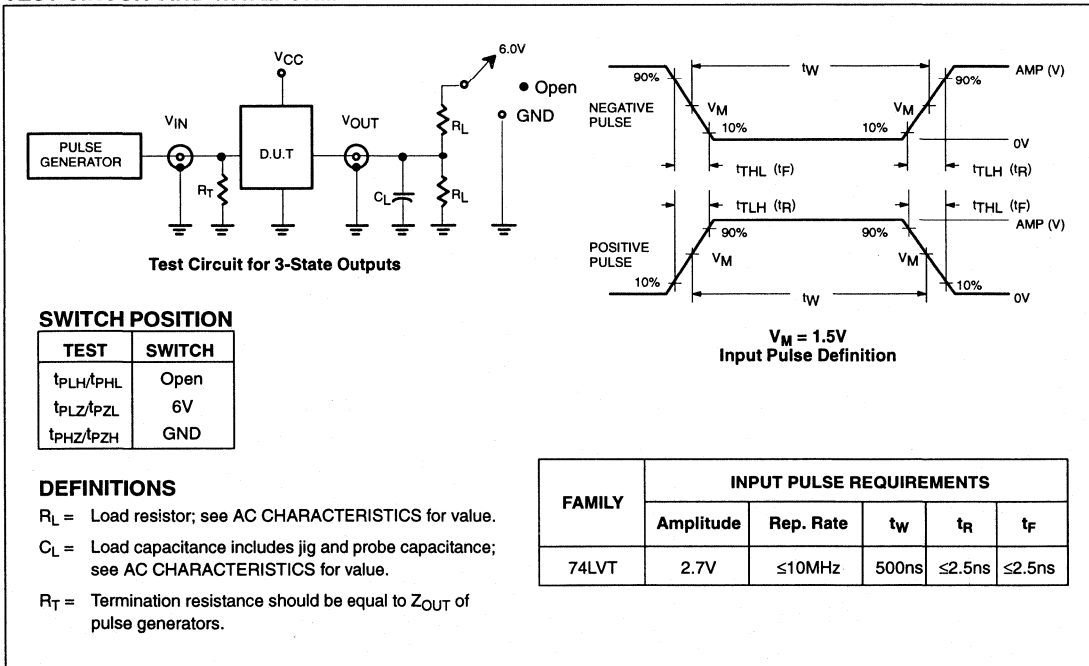 VCC
6.0V
Open
GND
VIN
VOUT
RL
PULSE
GENERATOR
D.U.T
RT
CL
RL
Test Circuit for 3-State Outputs
tW
AMP (V)
90%
90%
NEGATIVE
PULSE
VM
VM
10%
10%
0V
tTHL (tF)
tTLH (tR)
tTLH (tR)
tTHL (tF)
AMP (V)
90%
90%
POSITIVE
PULSE
VM
VM
10%
10%
tW
0V
VM = 1.5V
Input Pulse Definition
SWITCH POSITION
TEST SWITCH
tPLH/tPHL Open
tPLZ/tPZL 6V
tPHZ/tPZH GND
DEFINITIONS
RL = Load resistor; see AC CHARACTERISTICS for value.
CL = Load capacitance includes jig and probe capacitance;
see AC CHARACTERISTICS for value.
RT = Termination resistance should be equal to ZOUT of
pulse generators.
FAMILY
INPUT PULSE REQUIREMENTS
Amplitude Rep. Rate tW tR tF
74LVT 2.7V ≤10MHz 500ns ≤2.5ns ≤2.5ns